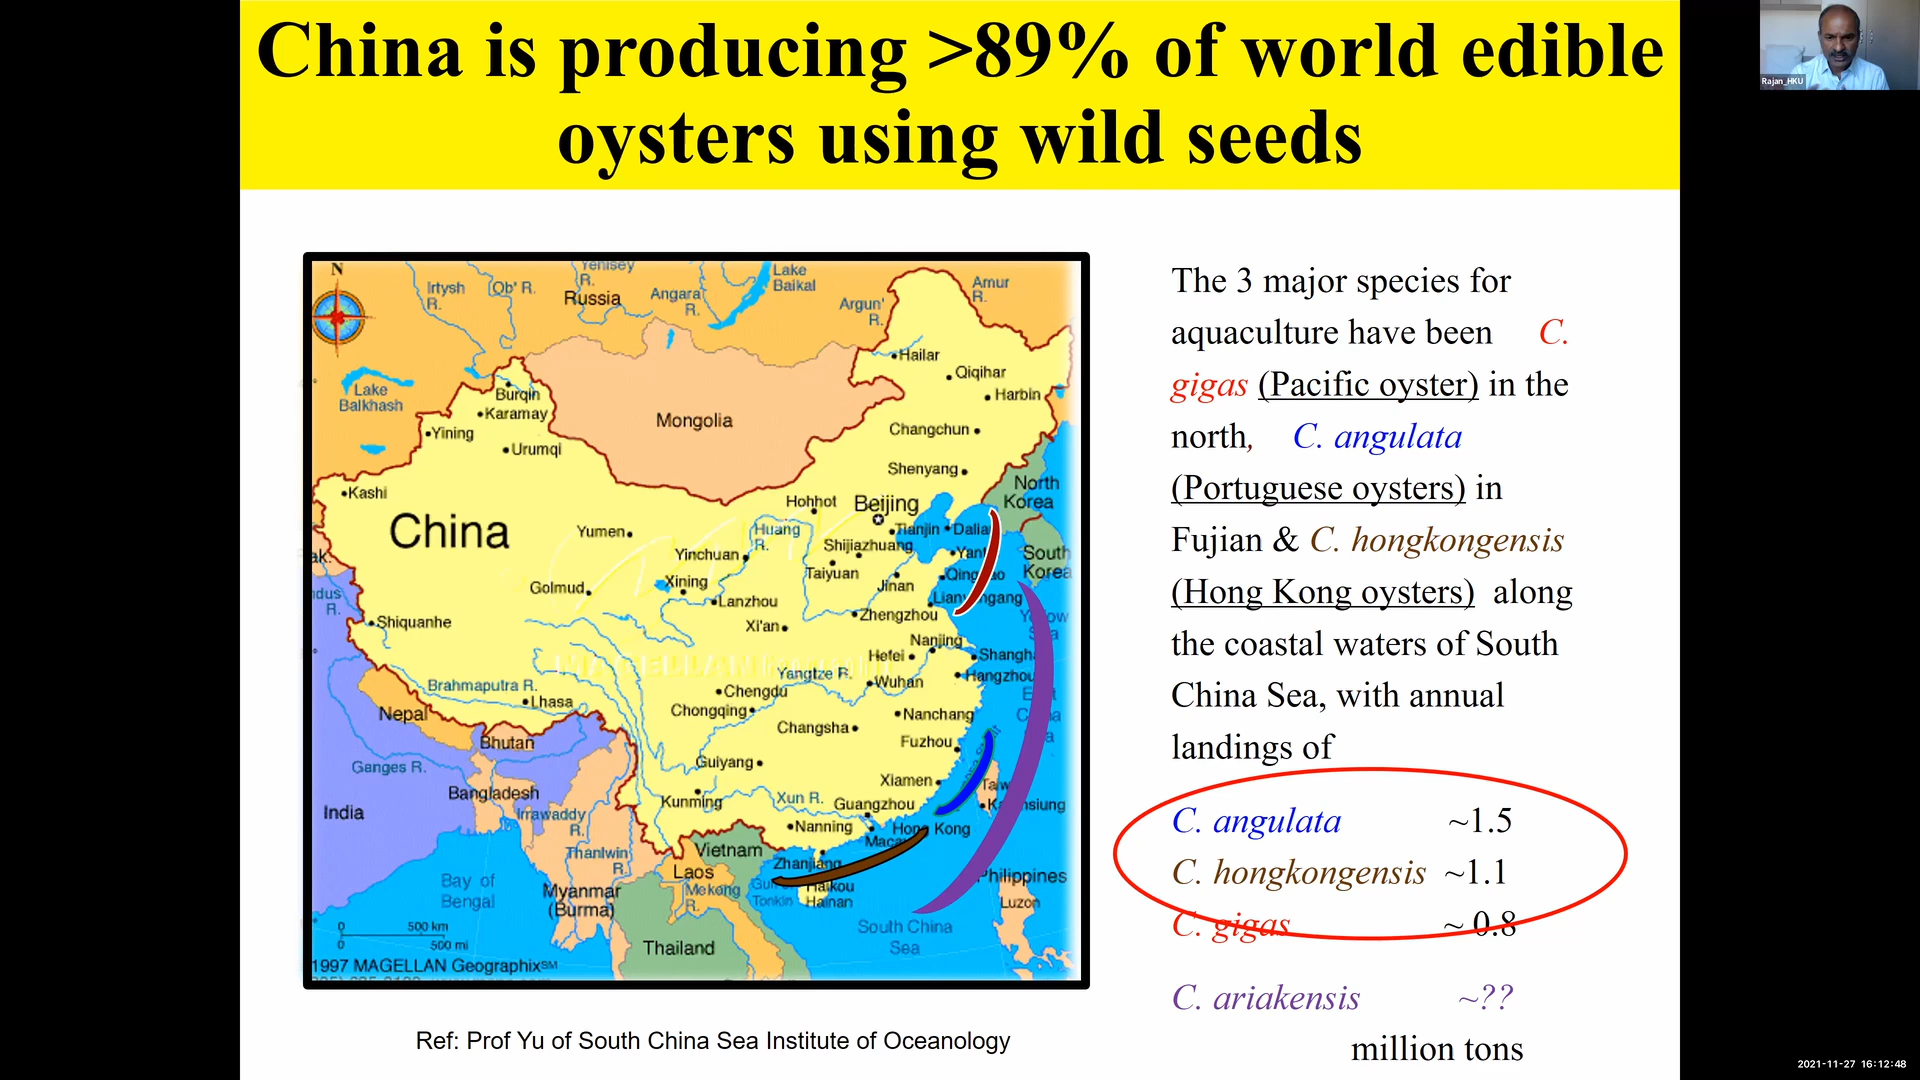 China is producing >89% of world edible
oysters using wild seeds
Rajan_HKU
The 3 major species for
aquaculture have been C.
gigas (Pacific oyster) in the
north, C. angulata
(Portuguese oysters) in
Fujian & C. hongkongensis
(Hong Kong oysters) along
the coastal waters of South
China Sea, with annual
landings of
C. angulata ~1.5
C. hongkongensis ~1.1
C. gigas ~ 0.8
C. ariakensis ~??
million tons
N
Irtysh
R.
Ob' R.
Yenisey
R.
Russia
Angara
R.
Lake
Baikal
Argun'
R.
Amur
R.
Lake
Balkhash
Hailar
Qiqihar
Harbin
Burqin
Karamay
Yining
Urumqi
Mongolia
Changchun
Shenyang
Kashi
China
Yumen
Hohhot
Beijing
North
Korea
Huang
R.
Tianjin
Yinchuan
Shijiazhuang
South
Korea
Taiyuan
Golmud
Xining
Jinan
Lanzhou
Shiquanhe
Xi'an
Zhengzhou
Nanjing
Hefei
Yangtze R.
Wuhan
Hangzhou
Brahmaputra R.
Lhasa
Chengdu
Chongqing
Nepal
Changsha
Nanchang
Bhutan
Fuzhou
Ganges R.
Guiyang
Xiamen
Bangladesh
Kunming
Xun R.
Guangzhou
India
Irrawaddy
R.
Nanning
Hong Kong
Thanlwin
R.
Vietnam
Zhanjiang
Laos
Bay of
Bengal
Myanmar
(Burma)
Mekong
R.
Tonkin
Haikou
Hainan
Philippines
Luzon
South China
Sea
0 500 km
0 500 mi
Thailand
1997 MAGELLAN Geographix℠
Ref: Prof Yu of South China Sea Institute of Oceanology
2021-11-27 16:12:48